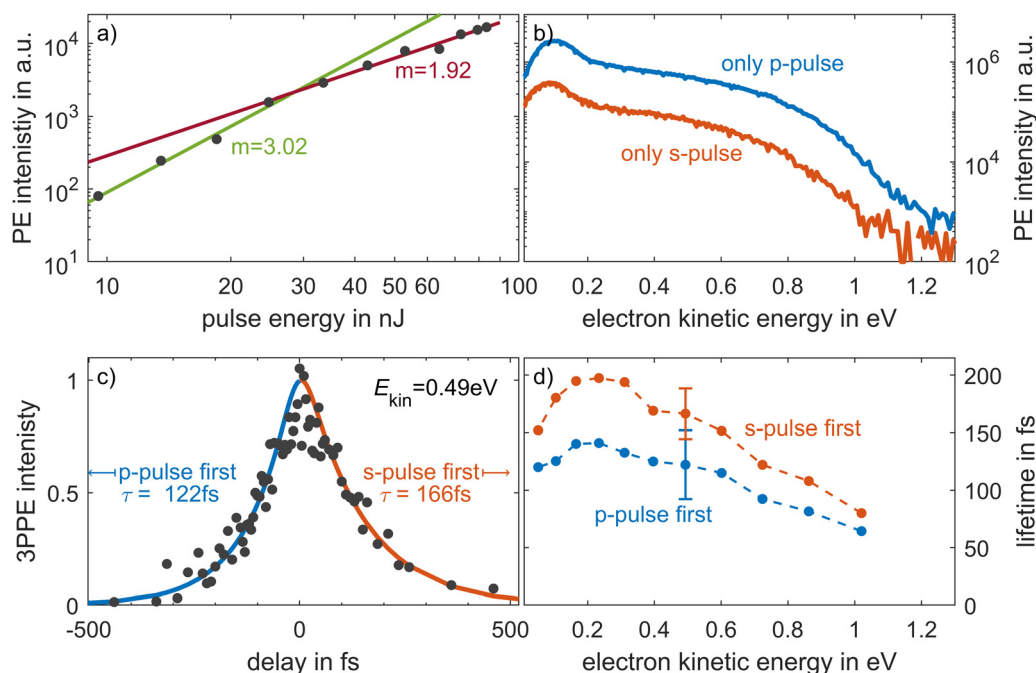 a)
PE intenistiy in a.u.
10^4
10^3
10^2
10^1
m=1.92
m=3.02
10
20
30
40
50
60
100
pulse energy in nJ
b)
only p-pulse
only s-pulse
10^6
10^4
10^2
PE intensity in a.u.
0
0.2
0.4
0.6
0.8
1
1.2
electron kinetic energy in eV
c)
E_kin=0.49eV
3PPE intenisty
1
0.5
0
p-pulse first
τ = 122fs
s-pulse first
τ = 166fs
-500
0
500
delay in fs
d)
s-pulse first
p-pulse first
200
150
100
50
0
lifetime in fs
0
0.2
0.4
0.6
0.8
1
1.2
electron kinetic energy in eV